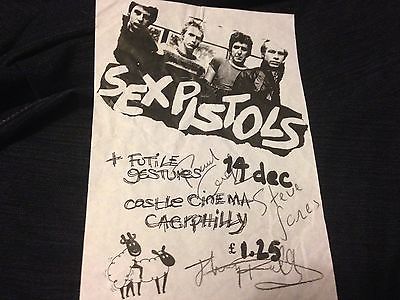 SEX PISTOLS
+ FUTILE
gestures 14 dec
castle CINEMA
CAERPHILLY
Steve
Jones
£1.25